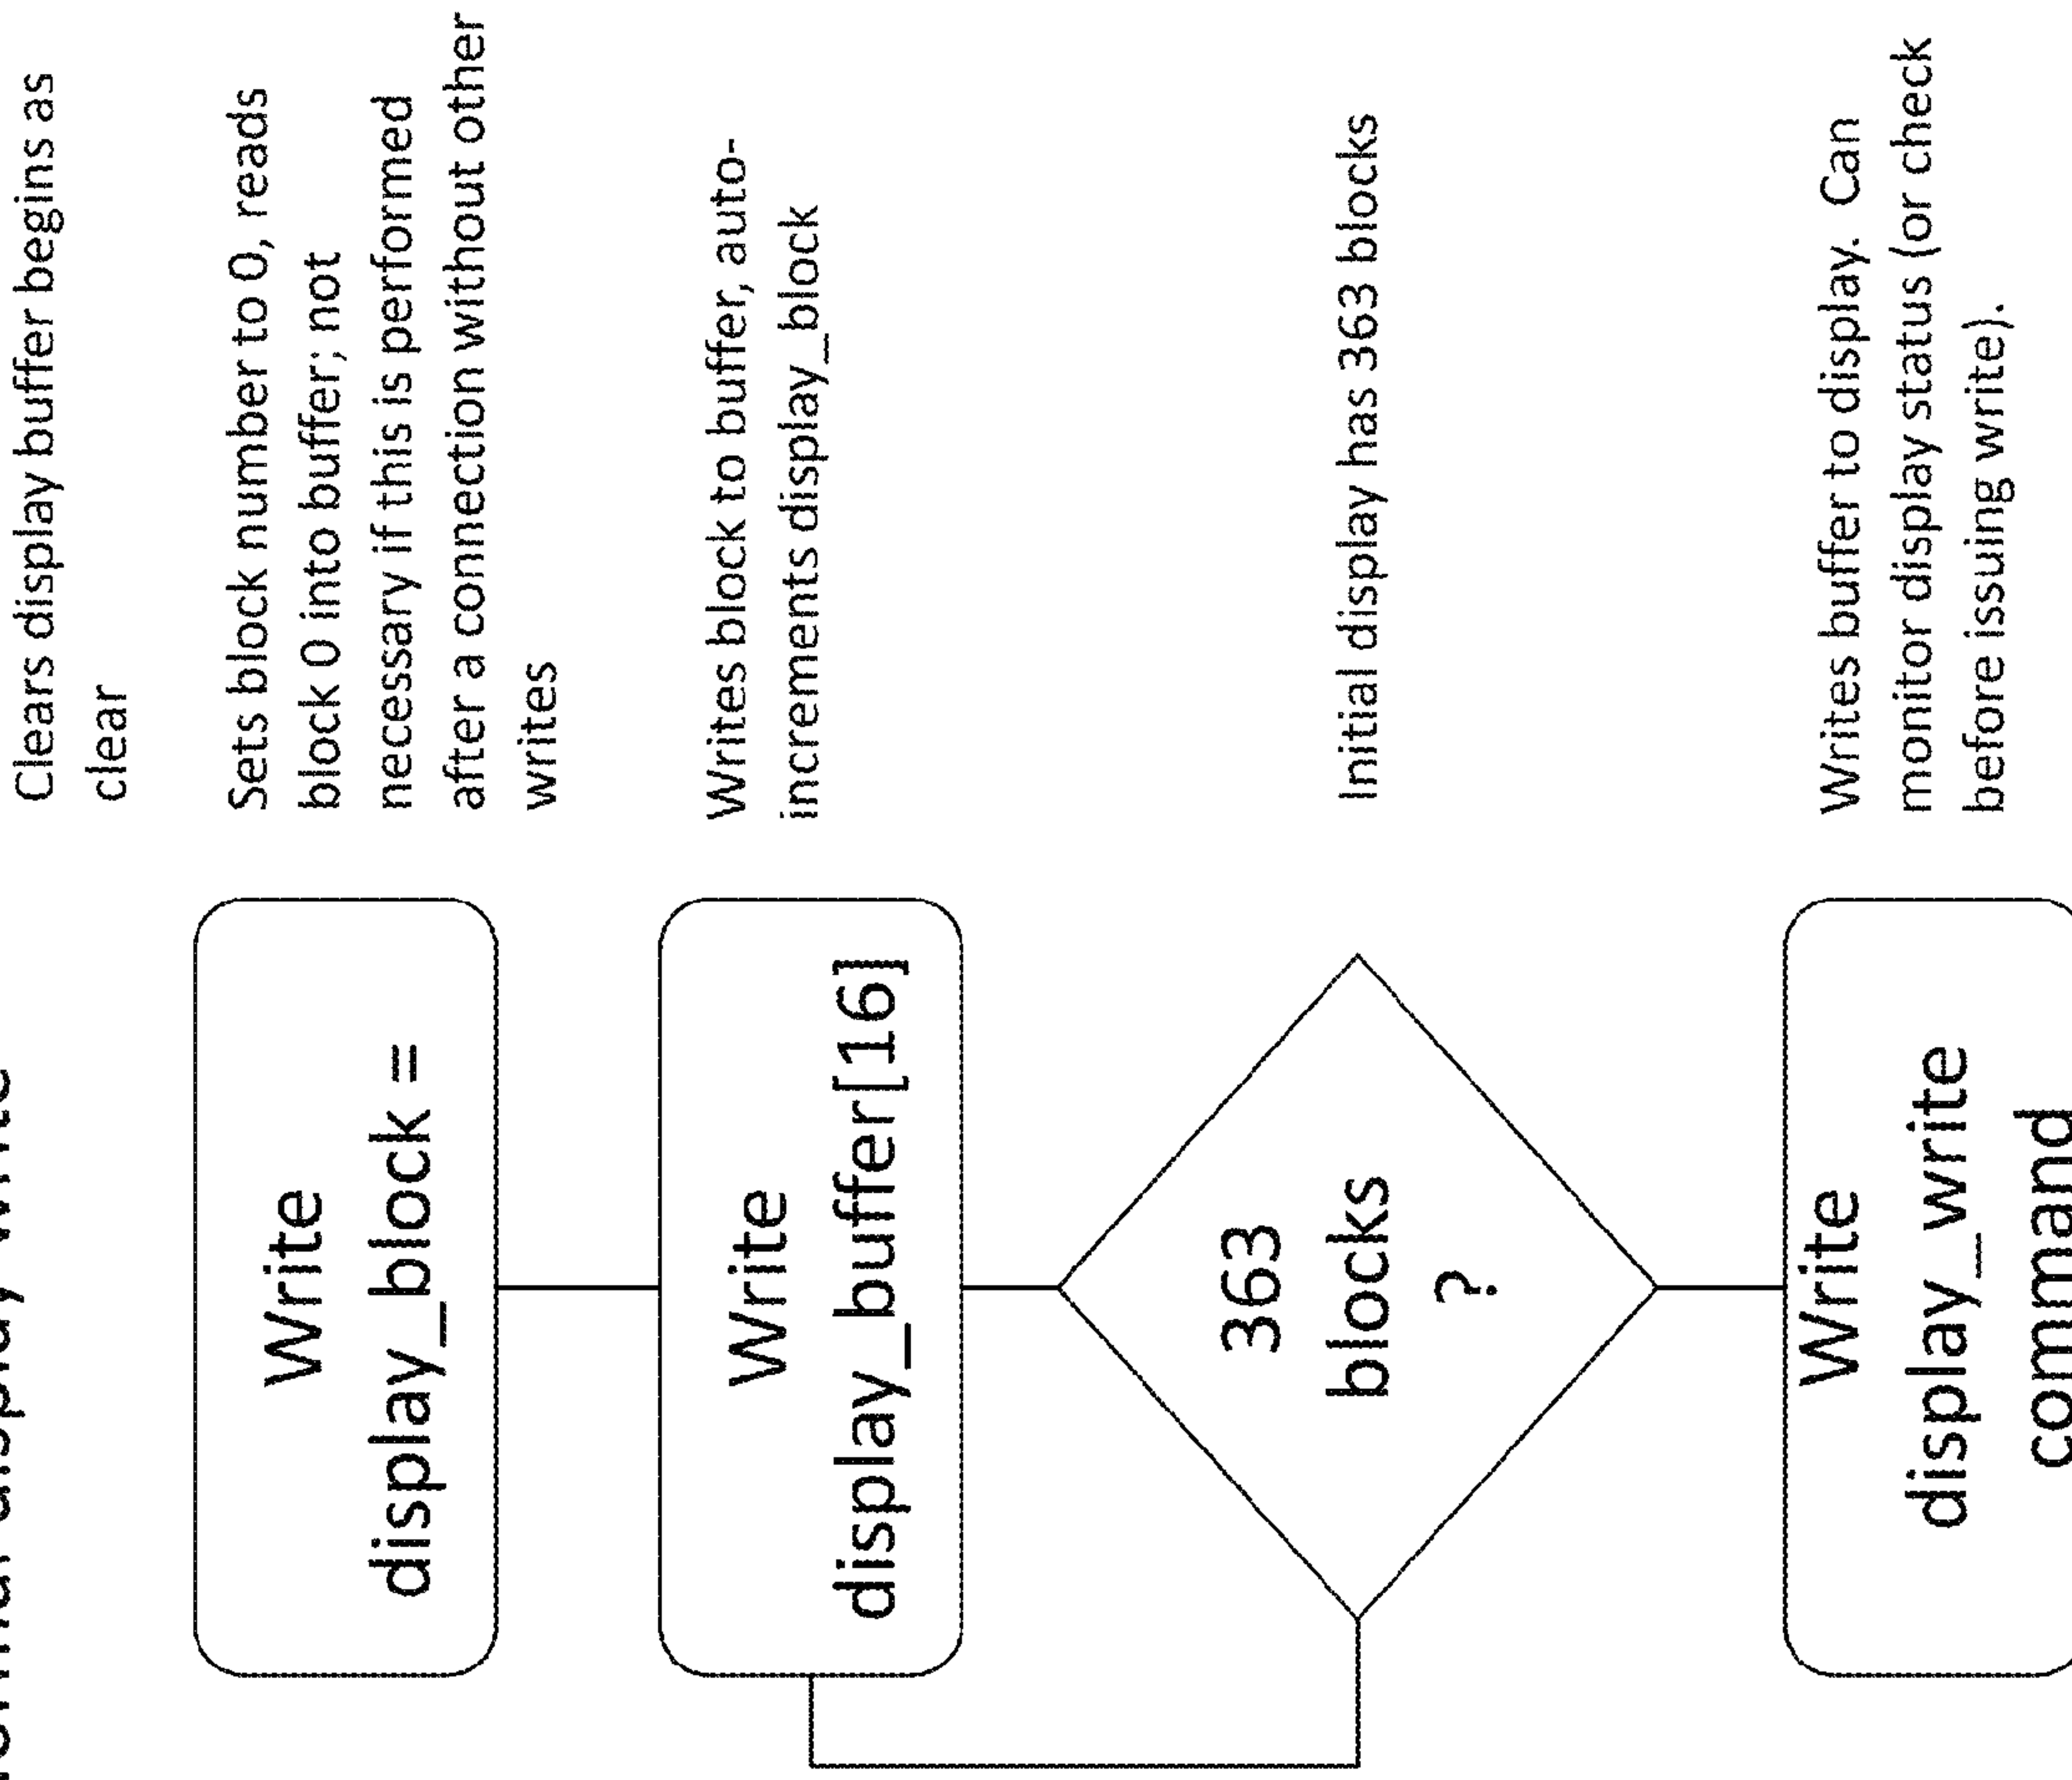 display write
Clears display buffer begins as
clear
Write
display_block =
Sets block number to 0, reads
block 0 into buffer; not
necessary if this is performed
after a connection without other
writes
Write
display_buffer[16]
Writes block to buffer, auto-
increments display_block
363
blocks
?
Initial display has 363 blocks
Write
display_write
command
Writes buffer to display. Can
monitor display status (or check
before issuing write).